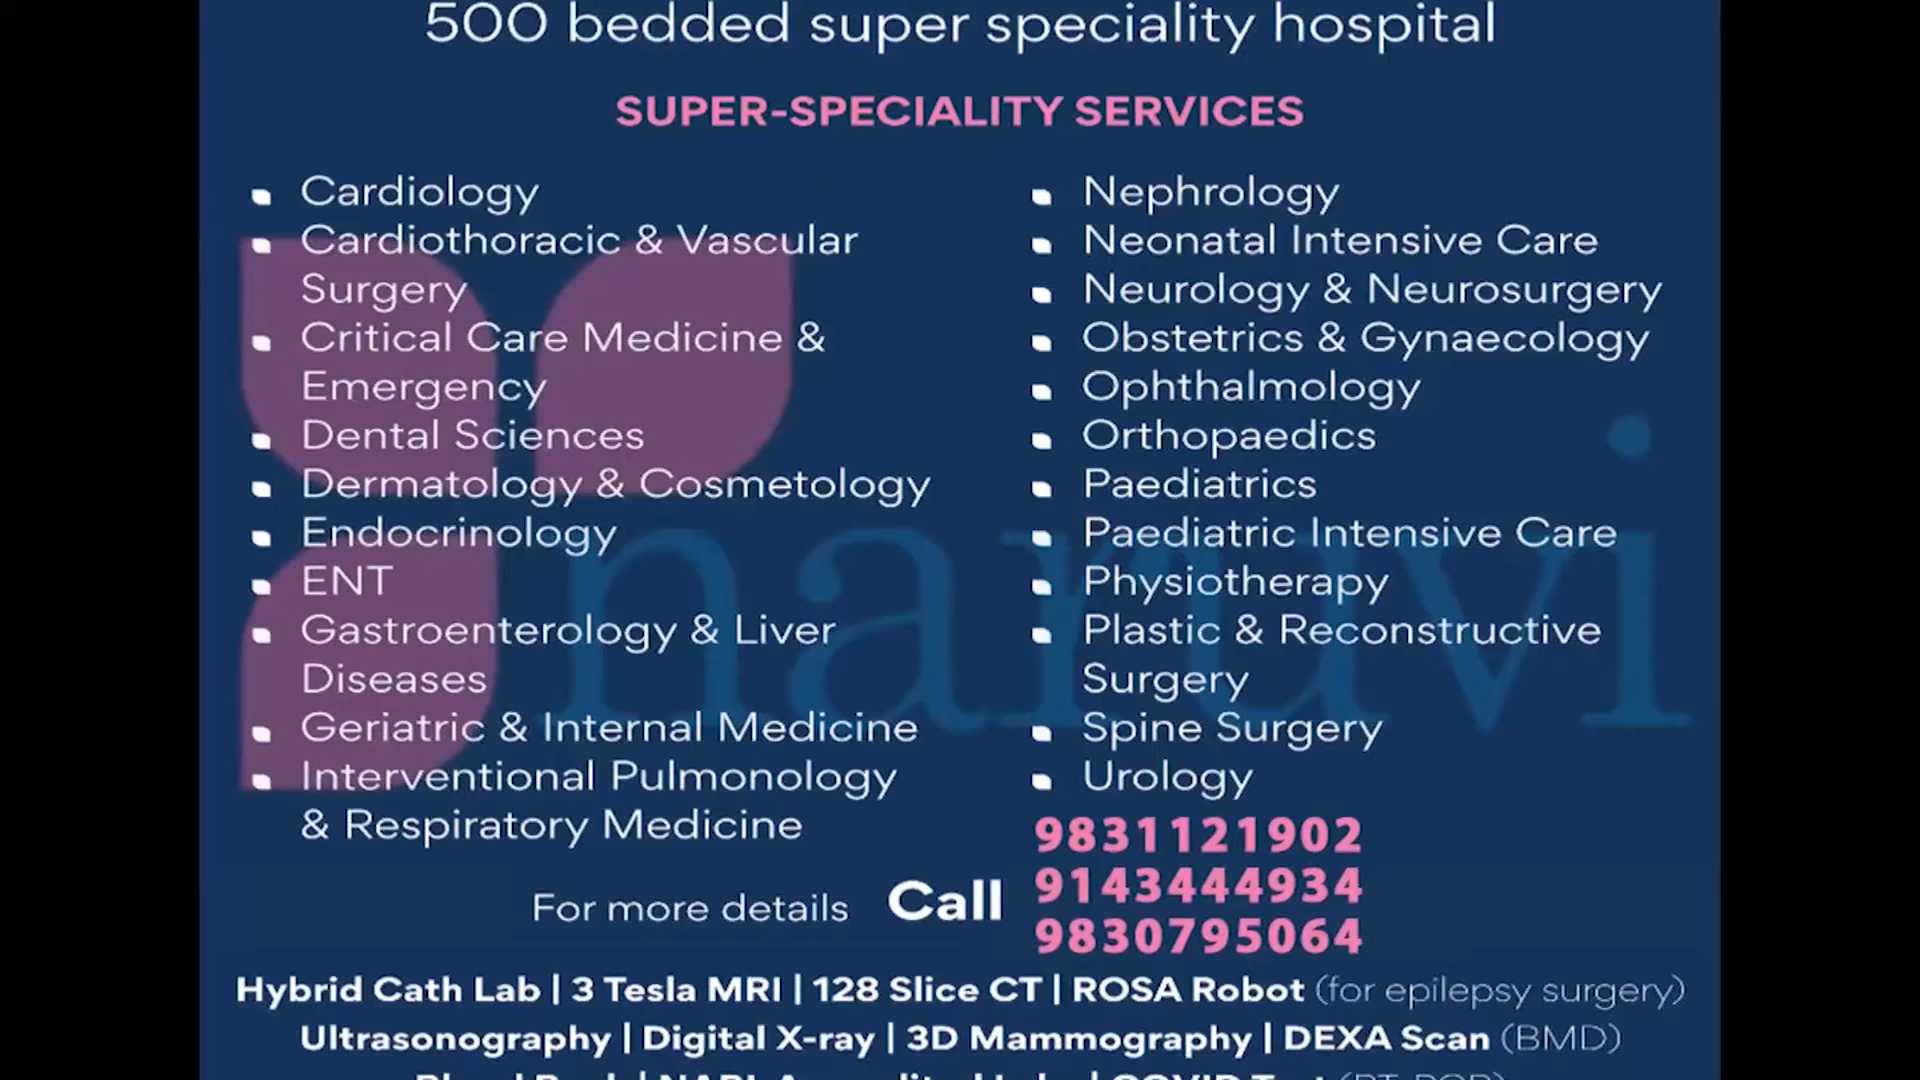 500 bedded super speciality hospital
SUPER-SPECIALITY SERVICES
Cardiology
Cardiothoracic & Vascular
Surgery
Critical Care Medicine &
Emergency
Dental Sciences
Dermatology & Cosmetology
Endocrinology
ENT
Gastroenterology & Liver
Diseases
Geriatric & Internal Medicine
Interventional Pulmonology
& Respiratory Medicine
Nephrology
Neonatal Intensive Care
Neurology & Neurosurgery
Obstetrics & Gynaecology
Ophthalmology
Orthopaedics
Paediatrics
Paediatric Intensive Care
Physiotherapy
Plastic & Reconstructive
Surgery
Spine Surgery
Urology
naruvi
For more details Call
9831121902
9143444934
9830795064
Hybrid Cath Lab | 3 Tesla MRI | 128 Slice CT | ROSA Robot (for epilepsy surgery)
Ultrasonography | Digital X-ray | 3D Mammography | DEXA Scan (BMD)